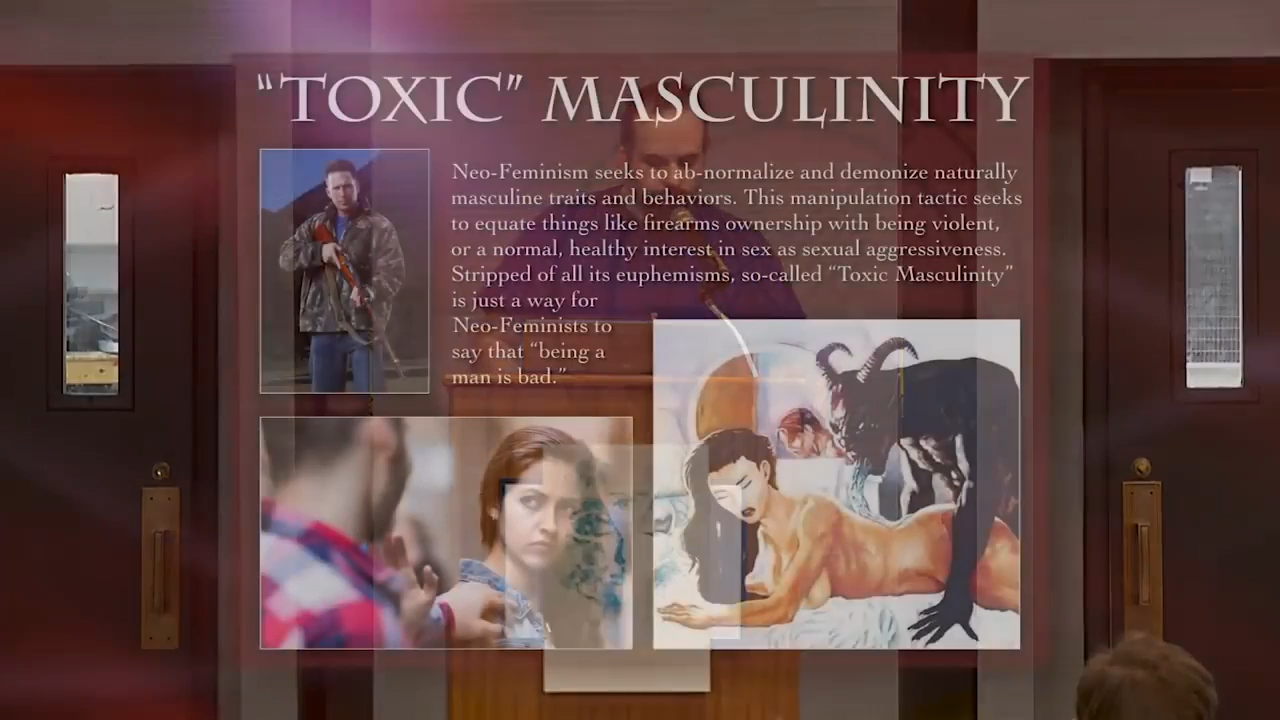 “TOXIC” MASCULINITY
Neo-Feminism seeks to ab-normalize and demonize naturally
masculine traits and behaviors. This manipulation tactic seeks
to equate things like firearms ownership with being violent,
or a normal, healthy interest in sex as sexual aggressiveness.
Stripped of all its euphemisms, so-called “Toxic Masculinity”
is just a way for
Neo-Feminists to
say that “being a
man is bad.”